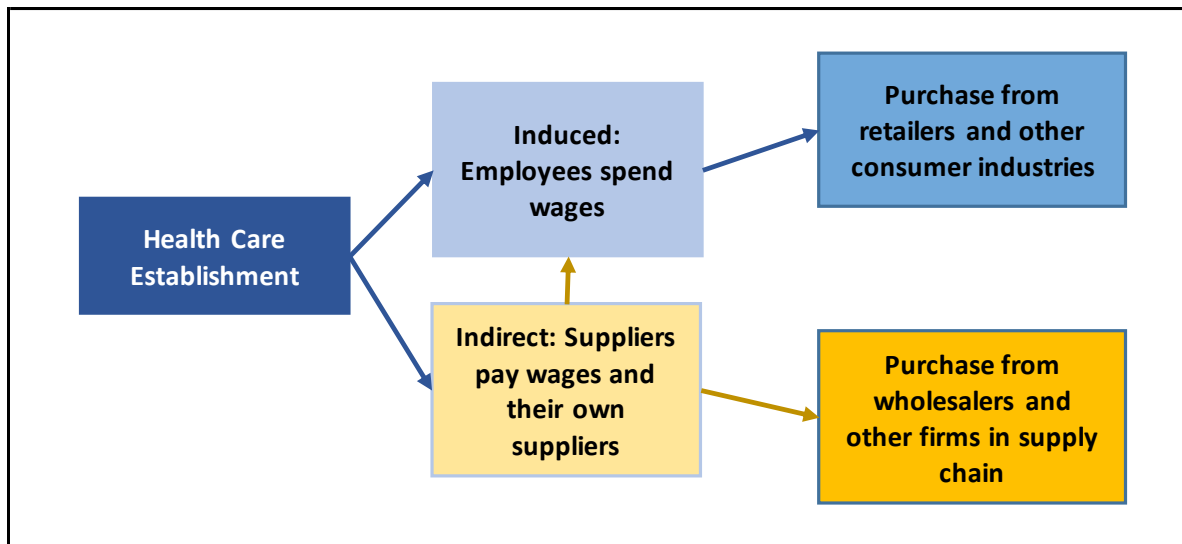 Health Care
Establishment
Induced:
Employees spend
wages
Indirect: Suppliers
pay wages and
their own
suppliers
Purchase from
retailers and other
consumer industries
Purchase from
wholesalers and
other firms in supply
chain